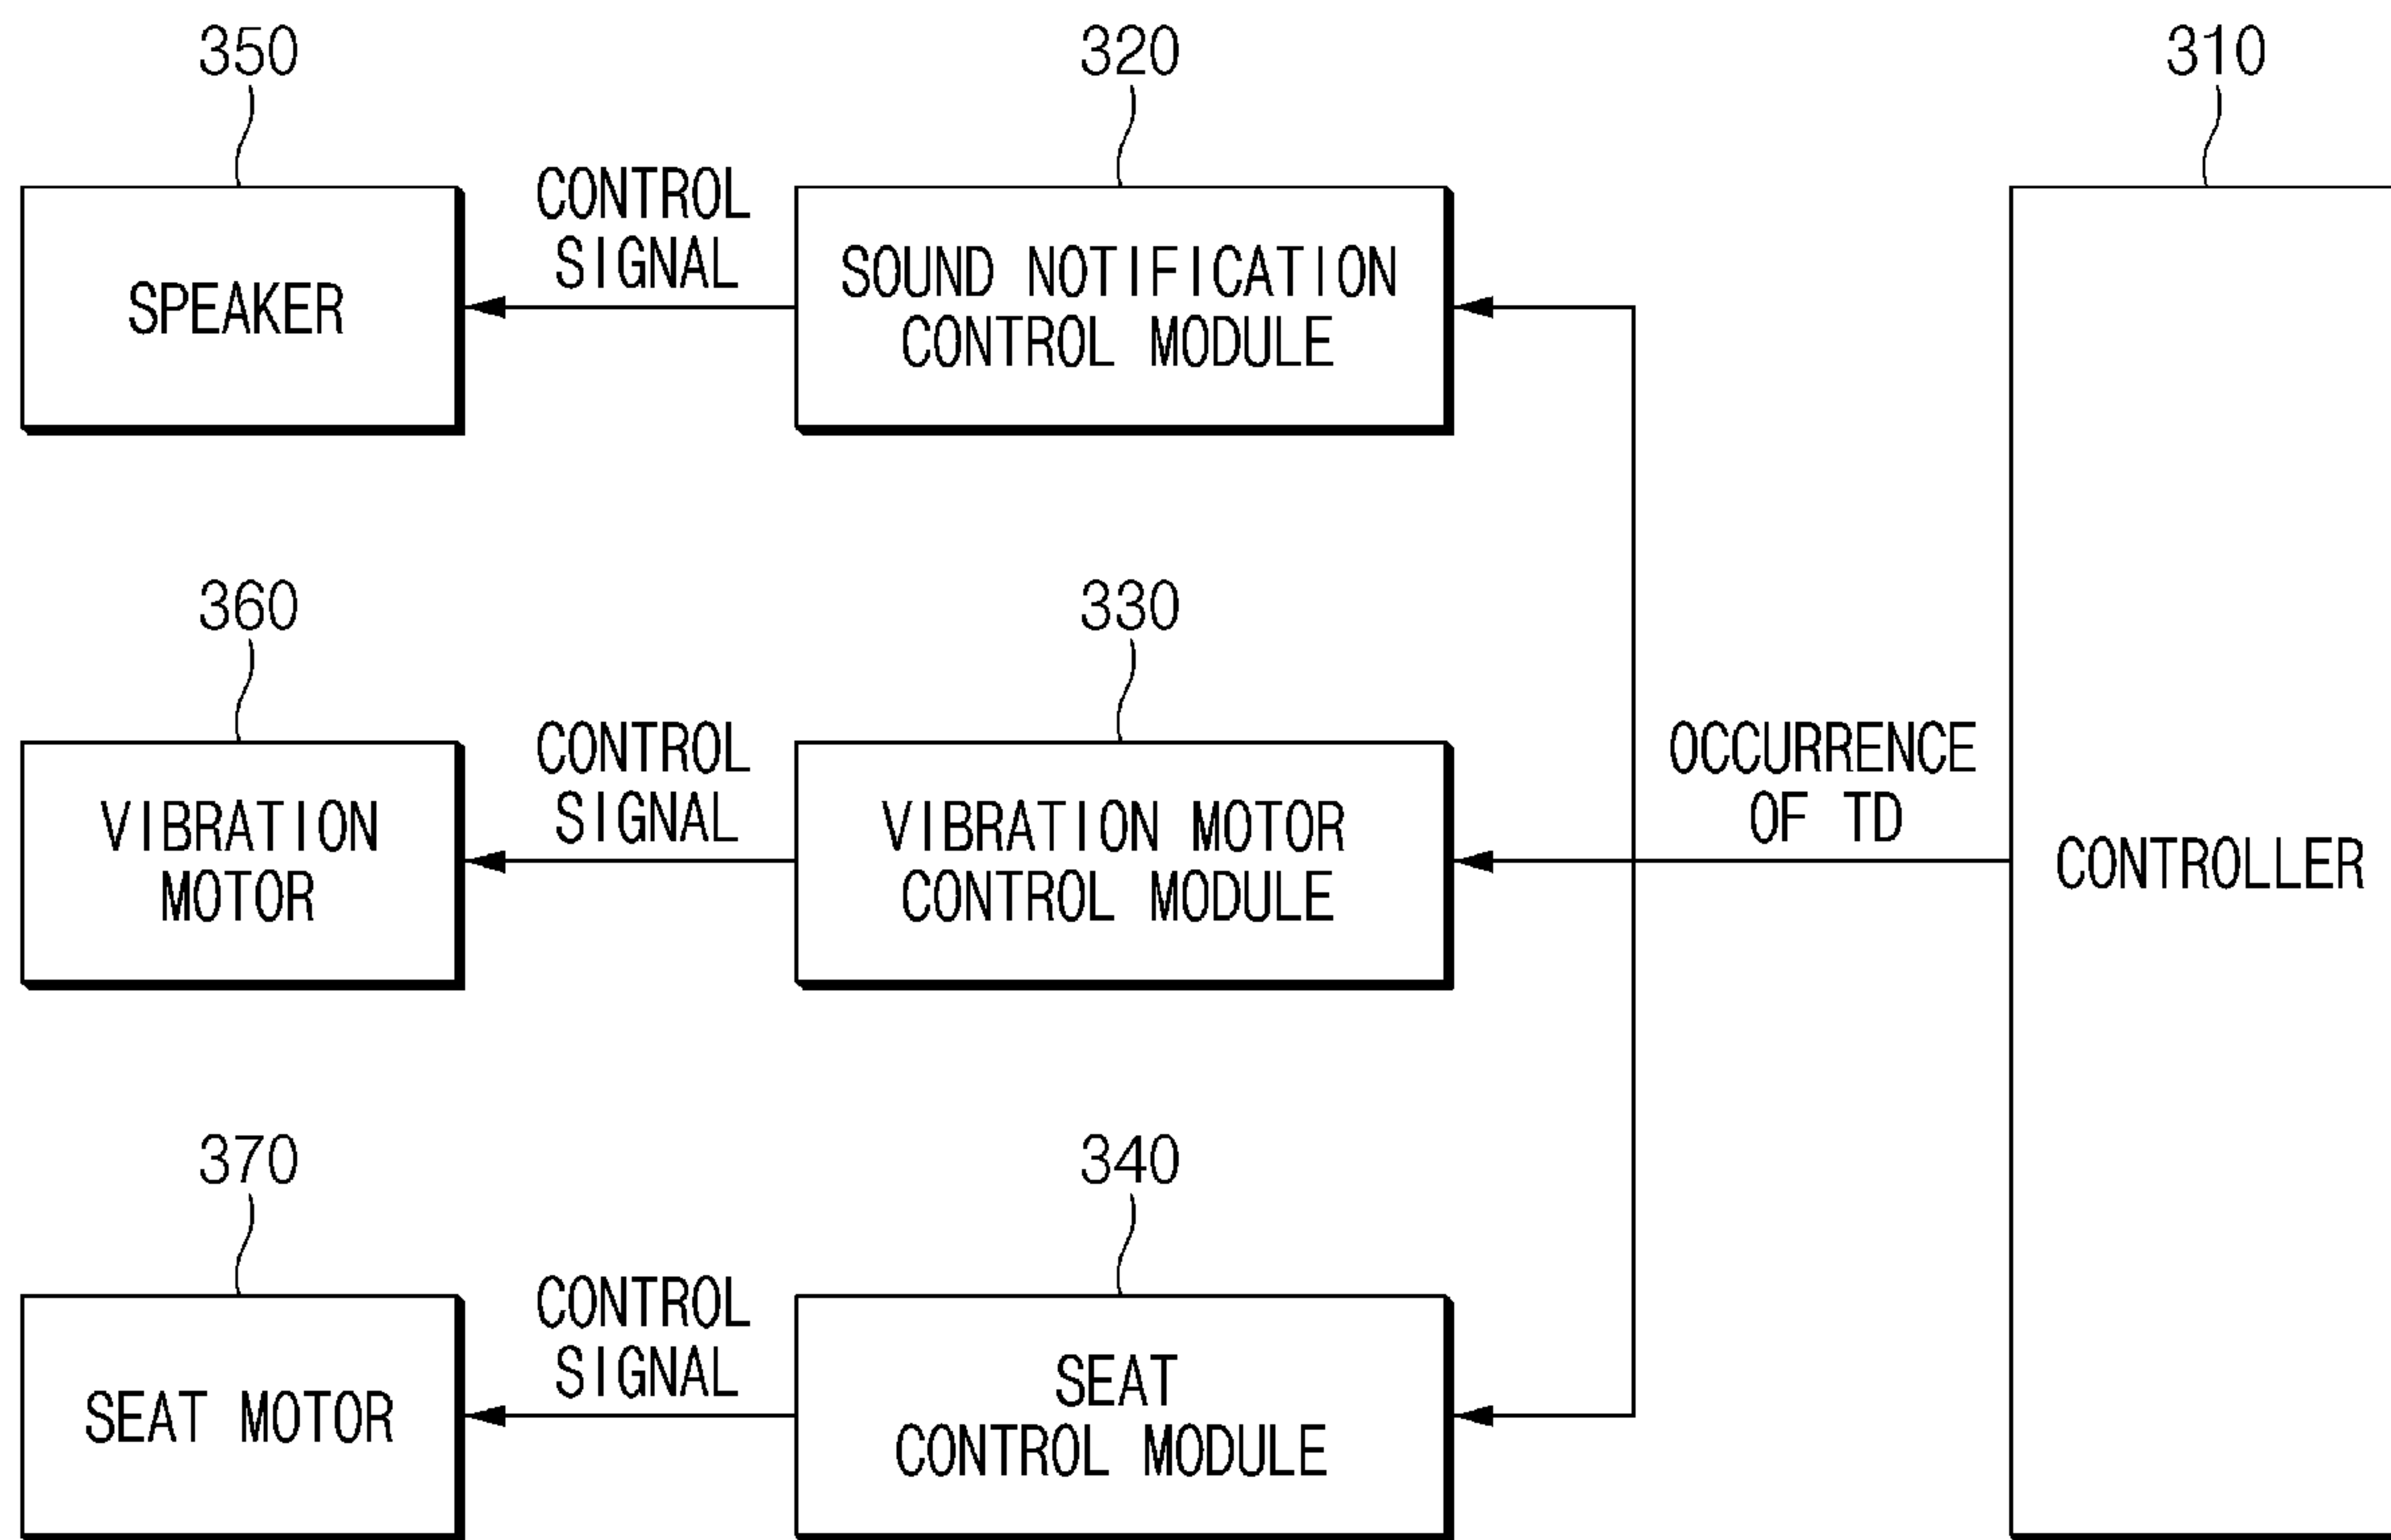 350
320
310
CONTROL
SIGNAL
SPEAKER
SOUND NOTIFICATION
CONTROL MODULE
360
330
CONTROL
SIGNAL
OCCURRENCE
OF TD
VIBRATION
MOTOR
VIBRATION MOTOR
CONTROL MODULE
CONTROLLER
370
340
CONTROL
SIGNAL
SEAT MOTOR
SEAT
CONTROL MODULE